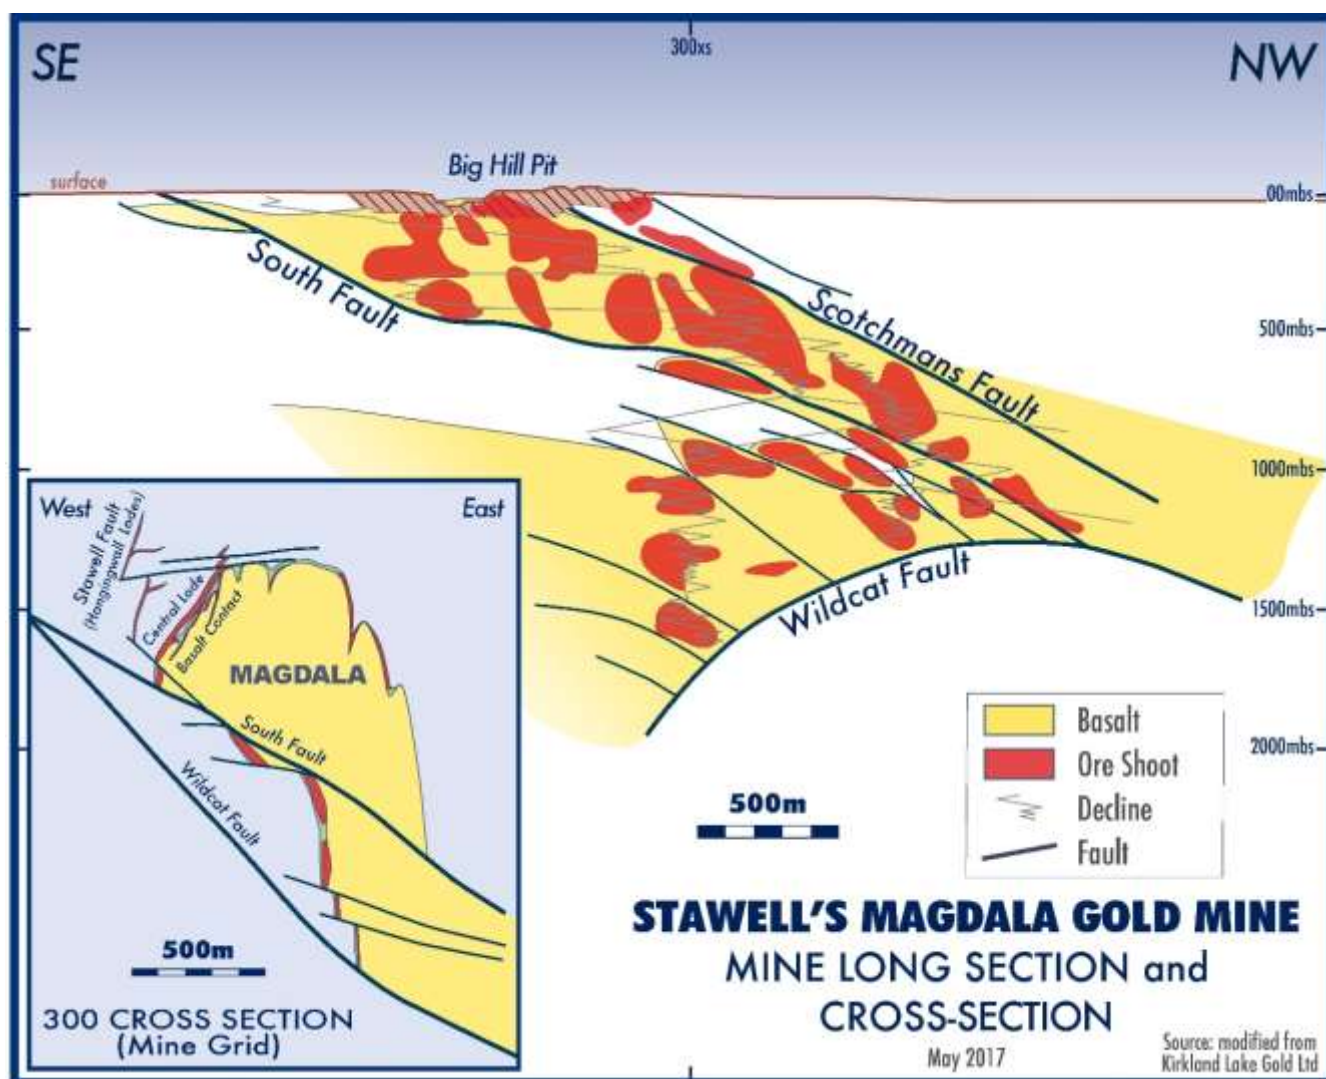 SE
300xs
NW
Big Hill Pit
surface
00mbs
South Fault
Scotchmans Fault
500mbs
1000mbs
Wildcat Fault
1500mbs
2000mbs
West
East
Stawell Fault
(Hangingwall Lodes)
Central Lode
Basalt Contact
MAGDALA
South Fault
Wildcat Fault
500m
300 CROSS SECTION
(Mine Grid)
Basalt
Ore Shoot
Decline
Fault
500m
STAWELL'S MAGDALA GOLD MINE
MINE LONG SECTION and
CROSS-SECTION
May 2017
Source: modified from
Kirkland Lake Gold Ltd